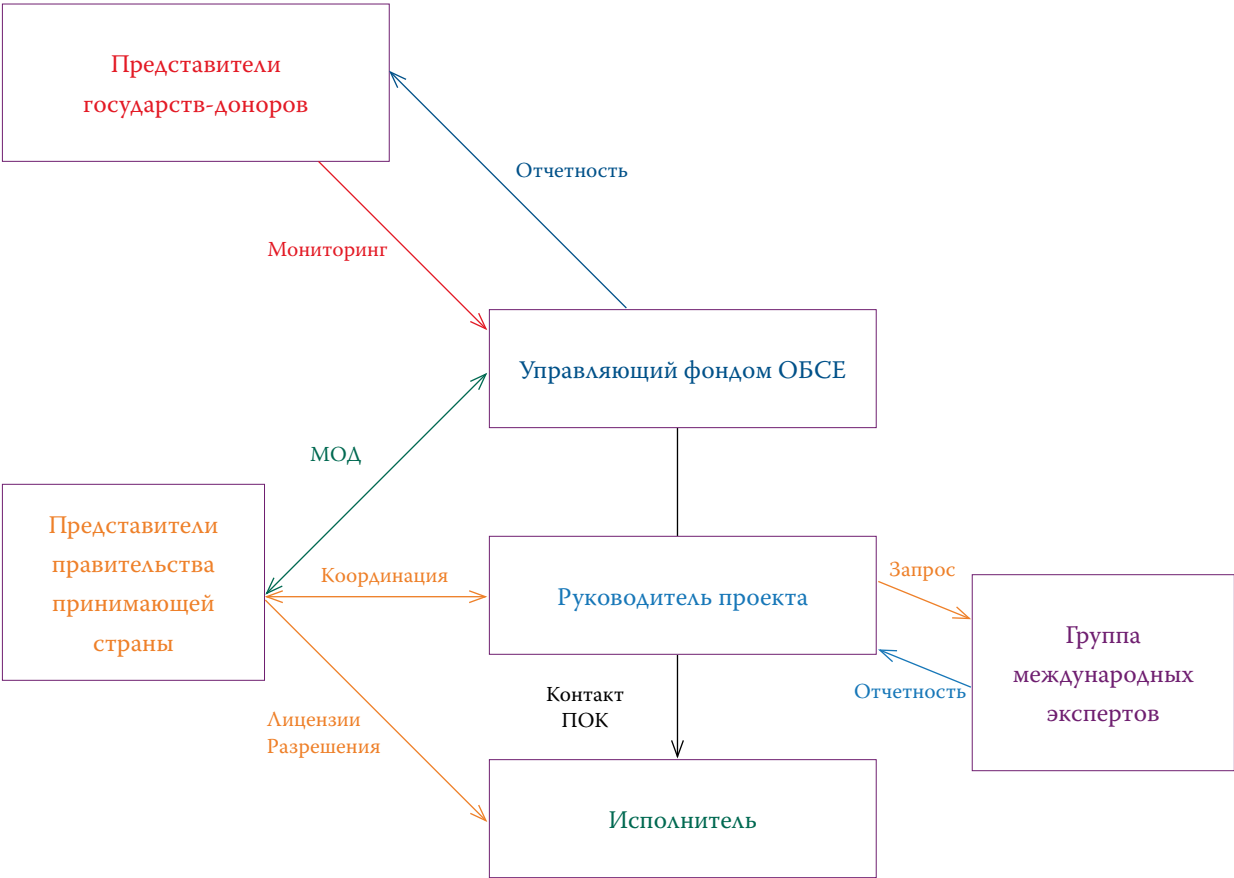 Представители
государств-доноров
Отчетность
Мониторинг
Управляющий фондом ОБСЕ
МОД
Представители
правительства
принимающей
страны
Координация
Руководитель проекта
Запрос
Группа
международных
экспертов
Отчетность
Контакт
ПОК
Лицензии
Разрешения
Исполнитель